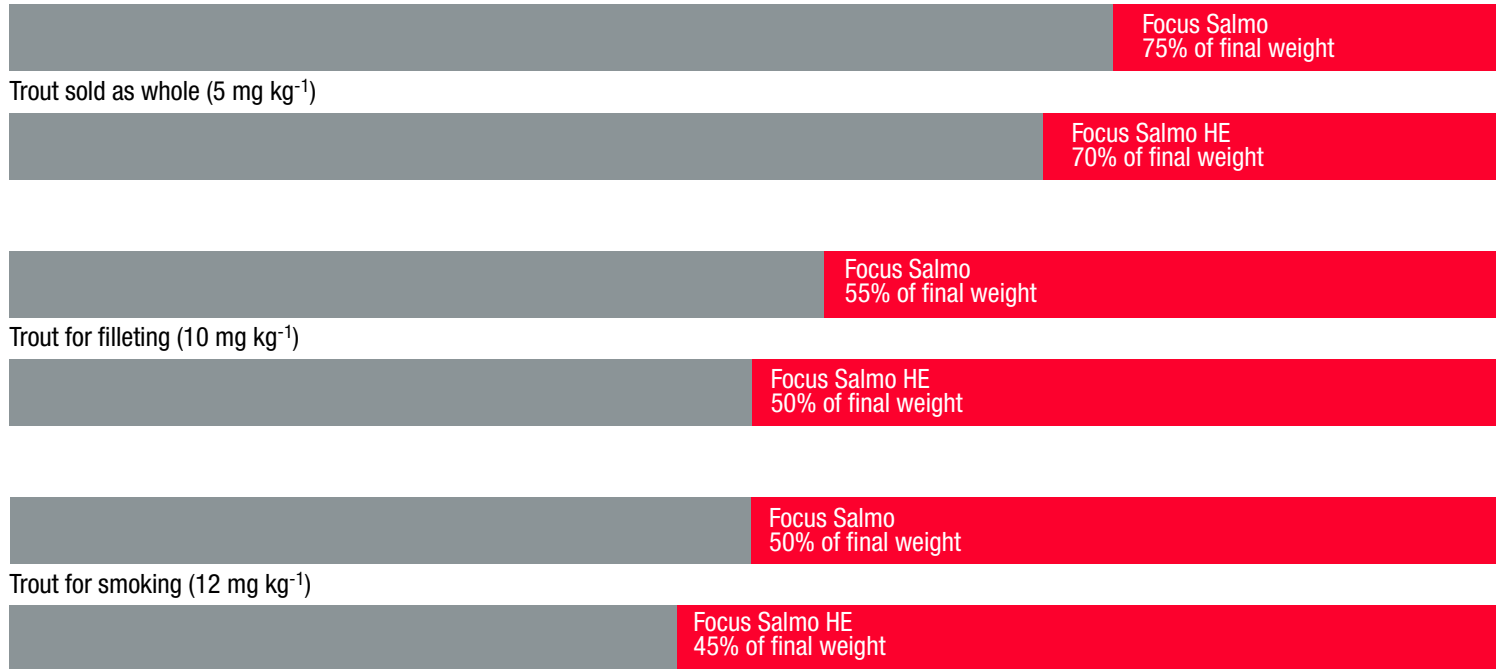 Focus Salmo
75% of final weight
Trout sold as whole (5 mg kg⁻¹)
Focus Salmo HE
70% of final weight
Focus Salmo
55% of final weight
Trout for filleting (10 mg kg⁻¹)
Focus Salmo HE
50% of final weight
Focus Salmo
50% of final weight
Trout for smoking (12 mg kg⁻¹)
Focus Salmo HE
45% of final weight